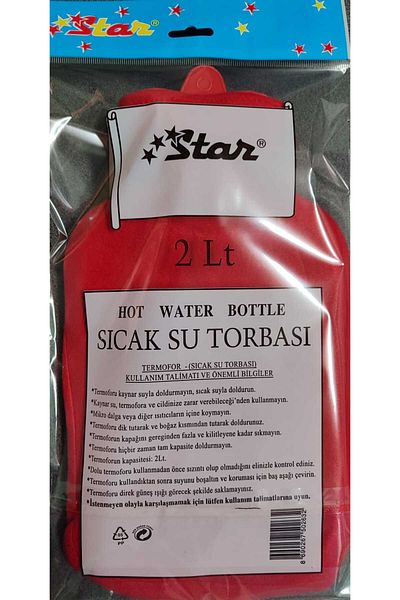 Star®
Star®
2 Lt
HOT WATER BOTTLE
SICAK SU TORBASI
TERMOFOR -(SICAK SU TORBASI)
KULLANIM TALİMATI VE ÖNEMLİ BİLGİLER
*Termoforu kaynar suyla doldurmayın, sıcak suyla doldurun.
*Kaynar su, termofora ve cildinize zarar verebileceği'nden kullanmayın.
*Mikro dalga veya diğer ısıtıcıların içine koymayın.
*Termoforu dik tutarak ve boğaz kısmından tutarak doldurunuz.
*Termoforun kapağını gereğinden fazla ve kilitleyene kadar sıkmayın.
*Termoforu hiçbir zaman tam kapasite doldurmayın.
*Termoforun kapasitesi: 2Lt.
*Dolu termoforu kullanmadan önce sızıntı olup olmadığını elinizle kontrol ediniz.
*Termoforu kullandıktan sonra suyunu boşaltın ve koruması için baş aşağı çevirin.
*Termoforu direk güneş ışığı görecek şekilde saklamayınız.
*İstenmeyen olayla karşılaşmamak için lütfen kullanım talimatlarına uyun.
PP
CE